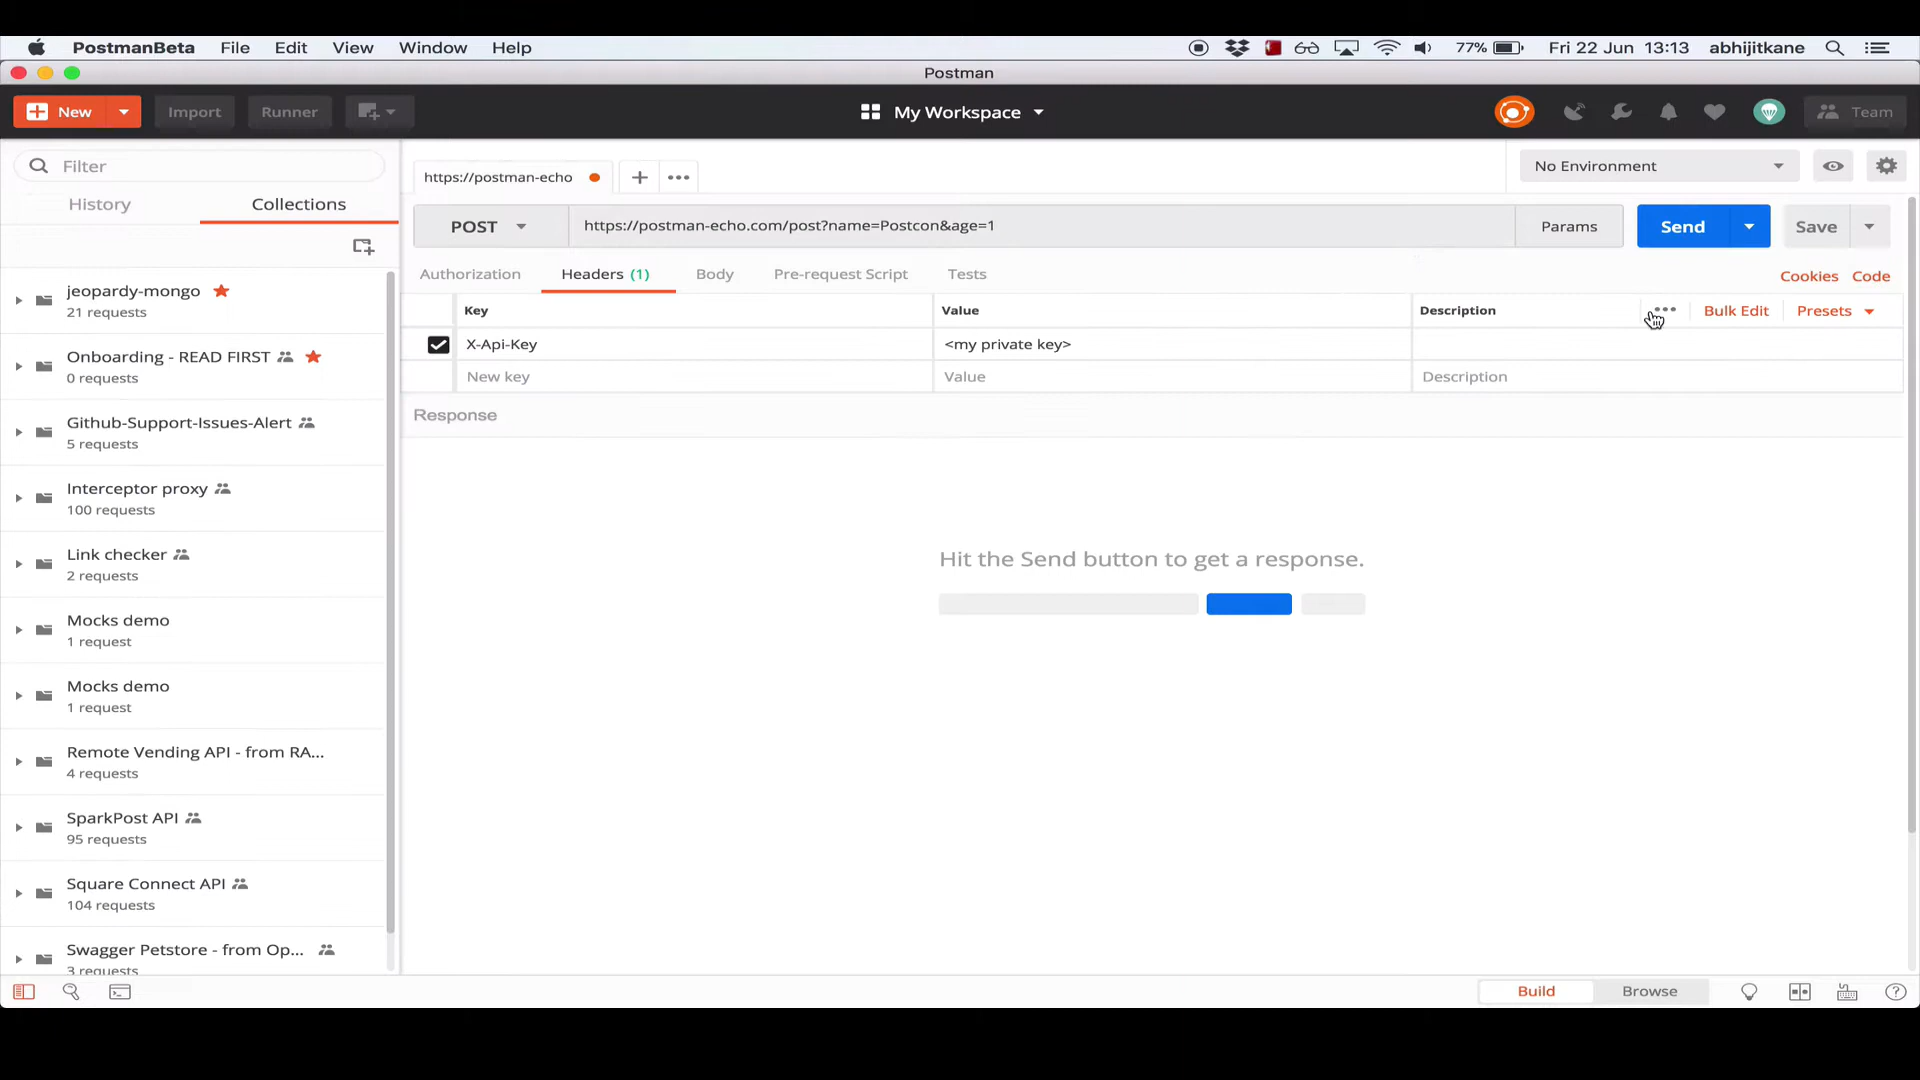 PostmanBeta File Edit View Window Help 77% Fri 22 Jun 13:13 abhijitkane
Postman
New Import Runner My Workspace Team
Filter
History Collections
https://postman-echo No Environment
POST https://postman-echo.com/post?name=Postcon&age=1 Params Send Save
Authorization Headers (1) Body Pre-request Script Tests Cookies Code
Key Value Description Bulk Edit Presets
X-Api-Key <my private key>
New key Value Description
Response
Hit the Send button to get a response.
jeopardy-mongo
21 requests
Onboarding - READ FIRST
0 requests
Github-Support-Issues-Alert
5 requests
Interceptor proxy
100 requests
Link checker
2 requests
Mocks demo
1 request
Mocks demo
1 request
Remote Vending API - from RA...
4 requests
SparkPost API
95 requests
Square Connect API
104 requests
Swagger Petstore - from Op...
3 requests
Build Browse